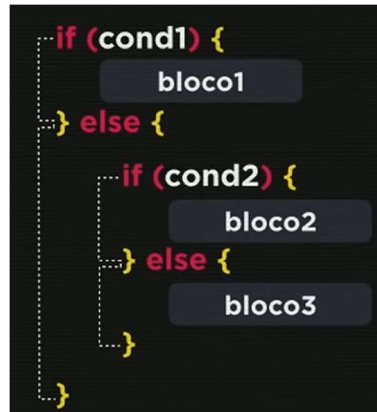 if (cond1) {
bloco1
} else {
if (cond2) {
bloco2
} else {
bloco3
}
}